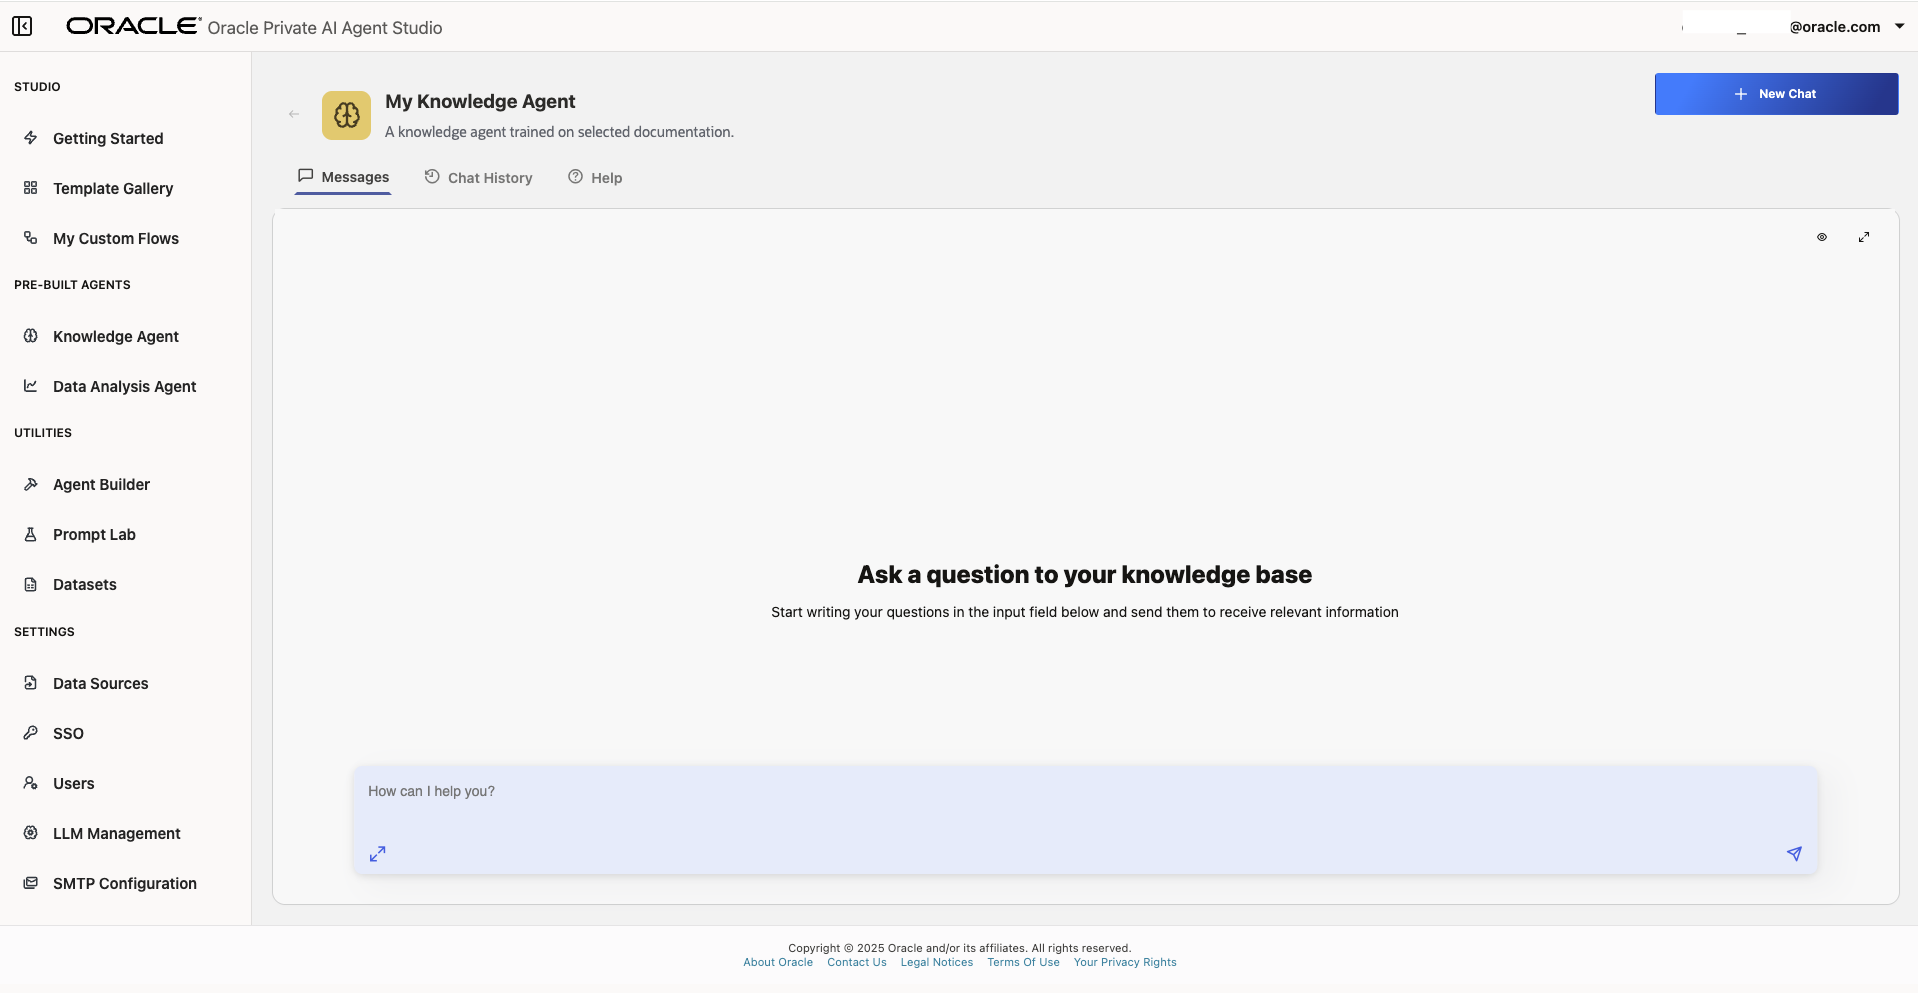 ORACLE® Oracle Private AI Agent Studio
@oracle.com
STUDIO
Getting Started
Template Gallery
My Custom Flows
PRE-BUILT AGENTS
Knowledge Agent
Data Analysis Agent
UTILITIES
Agent Builder
Prompt Lab
Datasets
SETTINGS
Data Sources
SSO
Users
LLM Management
SMTP Configuration
My Knowledge Agent
A knowledge agent trained on selected documentation.
New Chat
Messages Chat History Help
Ask a question to your knowledge base
Start writing your questions in the input field below and send them to receive relevant information
How can I help you?
Copyright © 2025 Oracle and/or its affiliates. All rights reserved.
About Oracle Contact Us Legal Notices Terms Of Use Your Privacy Rights